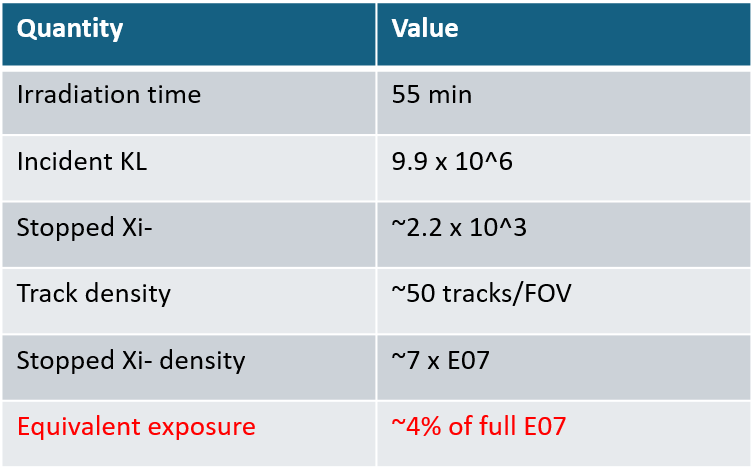 Quantity Value
Irradiation time 55 min
Incident KL 9.9 x 10^6
Stopped Xi- ~2.2 x 10^3
Track density ~50 tracks/FOV
Stopped Xi- density ~7 x E07
Equivalent exposure ~4% of full E07